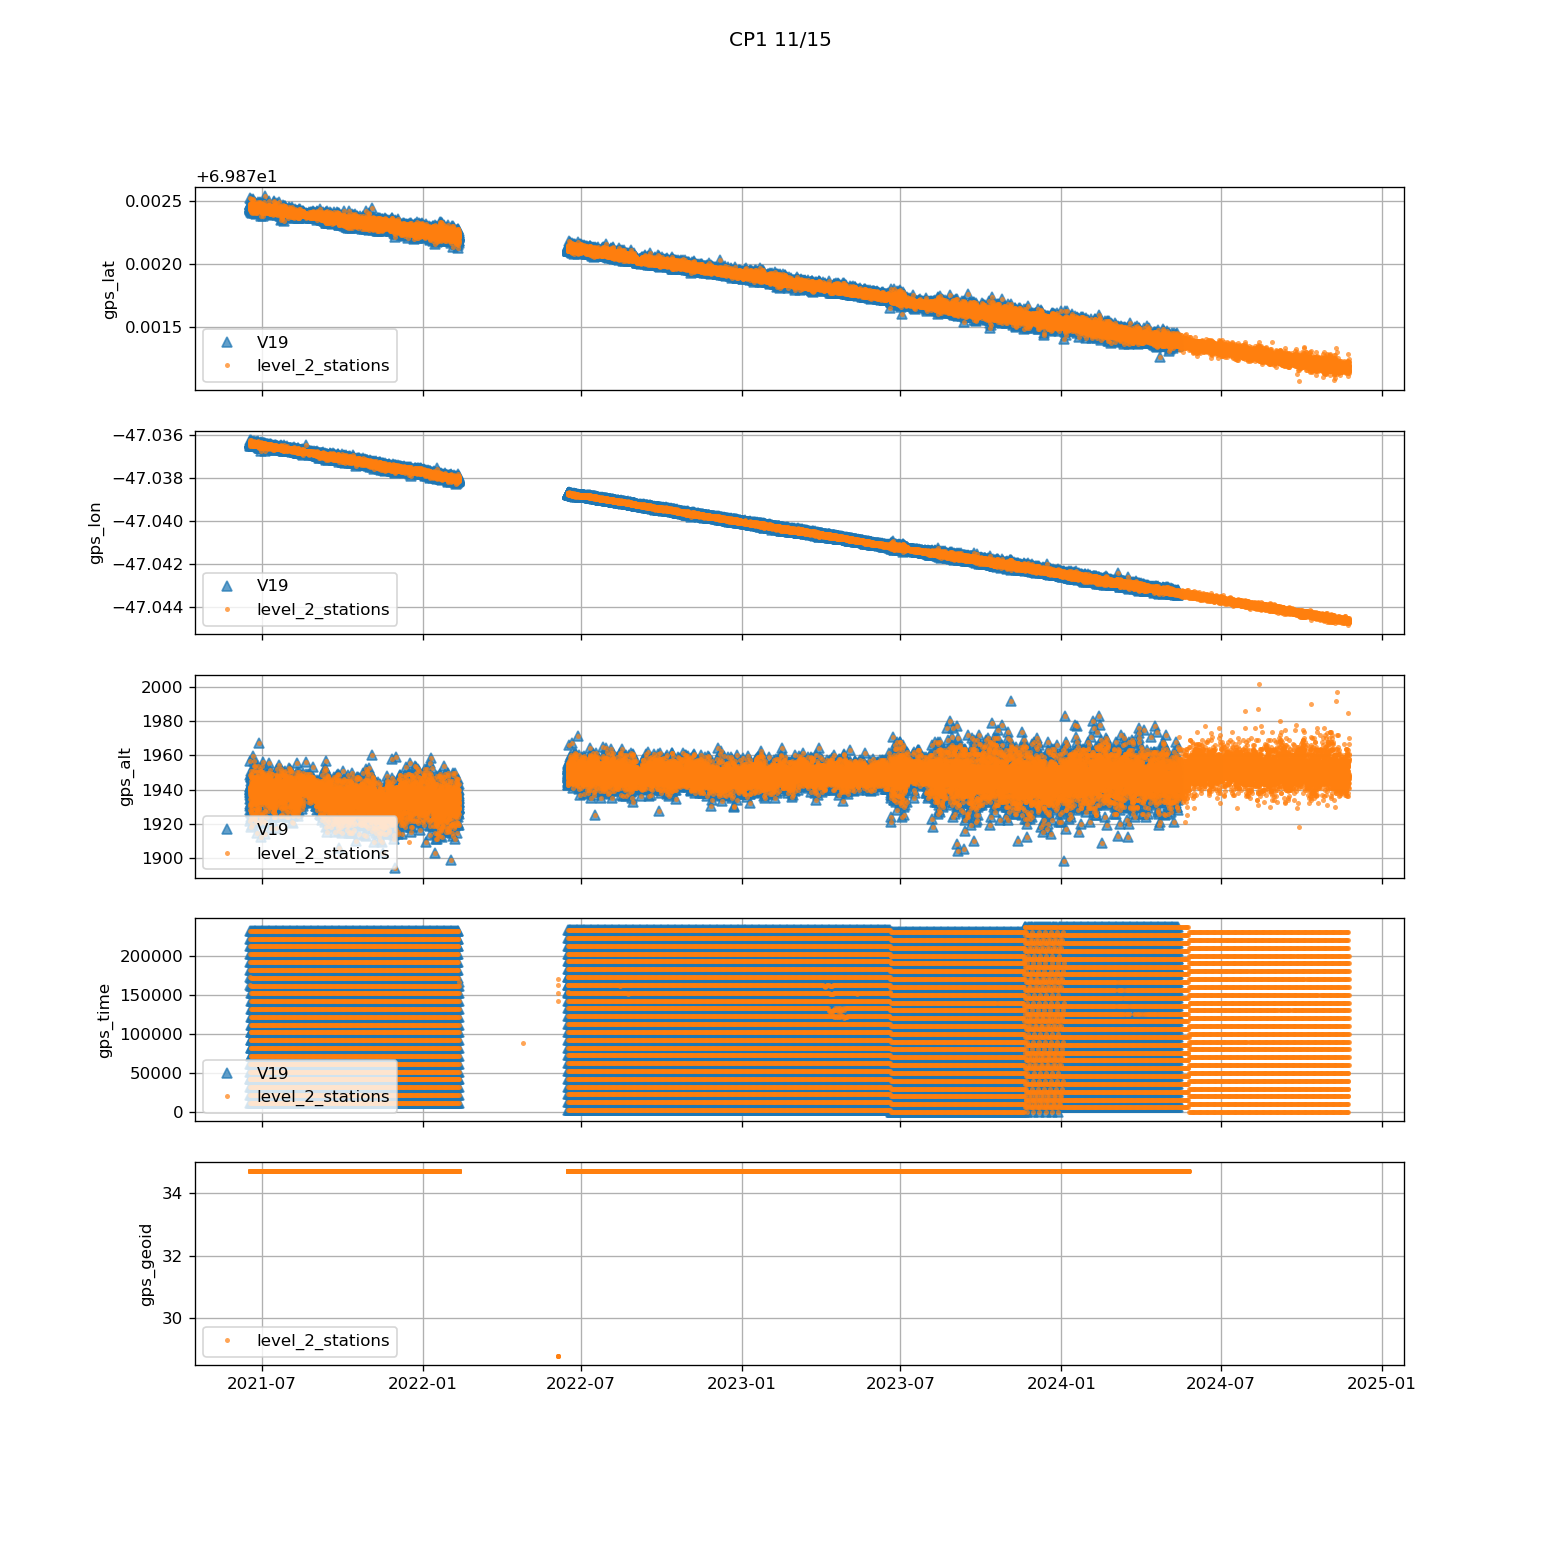 CP1 11/15
+6.987e1
0.0025
0.0020
0.0015
gps_lat
V19
level_2_stations
−47.036
−47.038
−47.040
−47.042
−47.044
gps_lon
V19
level_2_stations
2000
1980
1960
1940
1920
1900
gps_alt
V19
level_2_stations
200000
150000
100000
50000
0
gps_time
V19
level_2_stations
34
32
30
gps_geoid
level_2_stations
2021-07 2022-01 2022-07 2023-01 2023-07 2024-01 2024-07 2025-01